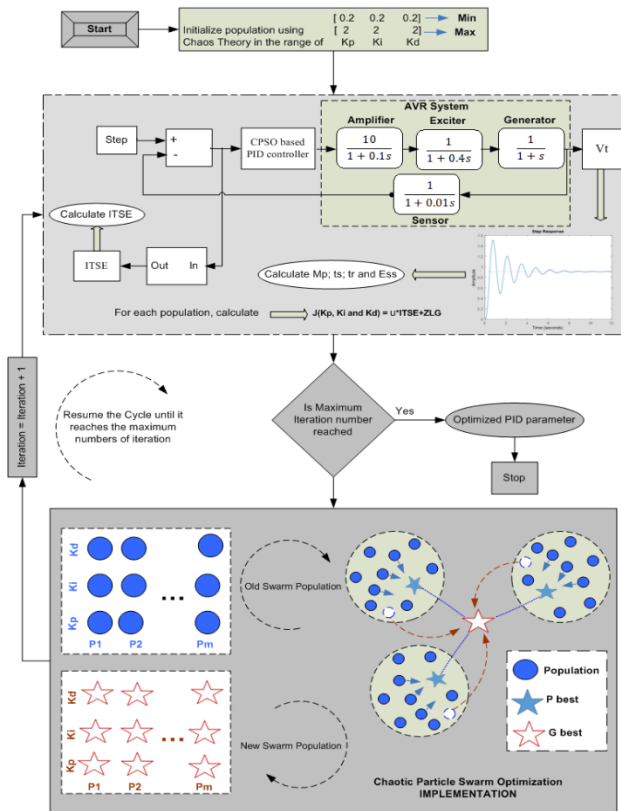 Start
Initialize population using
Chaos Theory in the range of
[ 0.2 0.2 0.2]
[ 2 2 2]
Kp Ki Kd
Min
Max
AVR System
Amplifier
Exciter
Generator
Step
+
-
CPSO based
PID controller
10
1 + 0.1s
1
1 + 0.4s
1
1 + s
Vt
1
1 + 0.01s
Sensor
Calculate ITSE
ITSE
Out In
Calculate Mp; ts; tr and Ess
Step Response
Amplitude
Time (seconds)
For each population, calculate
J(Kp, Ki and Kd) = u*ITSE+ZLG
Iteration = Iteration + 1
Resume the Cycle until it
reaches the maximum
numbers of iteration
Is Maximum
Iteration number
reached
Yes
Optimized PID parameter
Stop
Kd
Ki
Kp
...
P1 P2 Pm
Old Swarm Population
Kd
Ki
Kp
...
P1 P2 Pm
New Swarm Population
Population
P best
G best
Chaotic Particle Swarm Optimization
IMPLEMENTATION